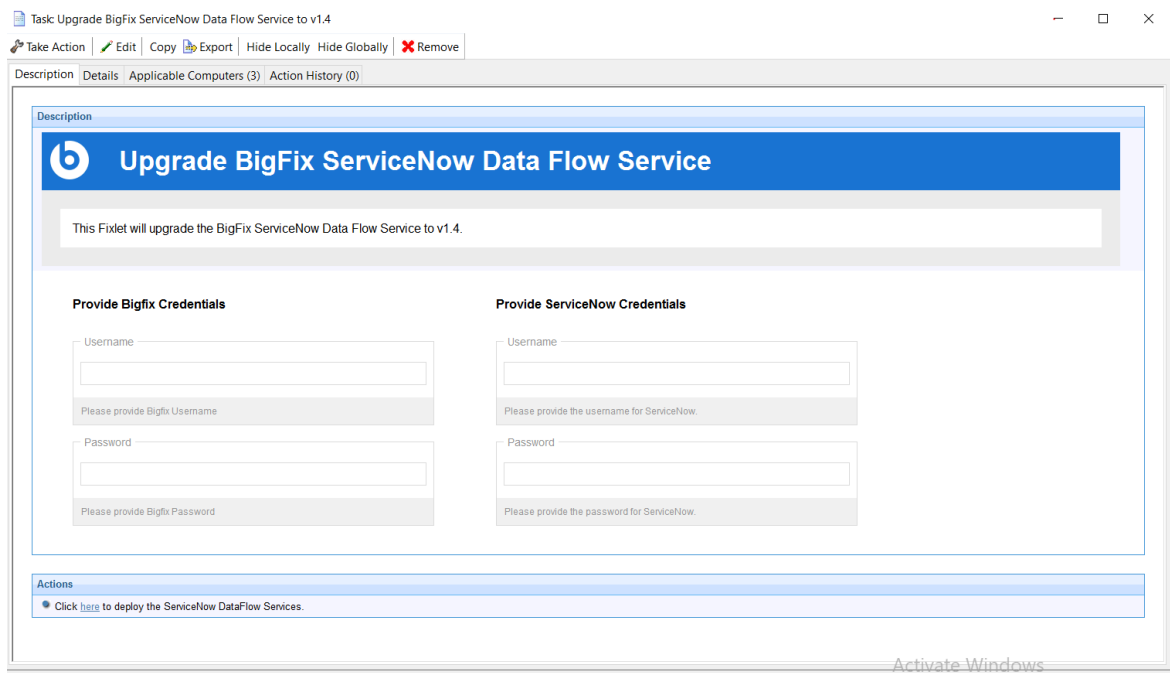 Task: Upgrade BigFix ServiceNow Data Flow Service to v1.4
Take Action Edit Copy Export Hide Locally Hide Globally Remove
Description Details Applicable Computers (3) Action History (0)
Description
Upgrade BigFix ServiceNow Data Flow Service
This Fixlet will upgrade the BigFix ServiceNow Data Flow Service to v1.4.
Provide Bigfix Credentials
Username
Please provide Bigfix Username
Password
Please provide Bigfix Password
Provide ServiceNow Credentials
Username
Please provide the username for ServiceNow.
Password
Please provide the password for ServiceNow.
Actions
Click here to deploy the ServiceNow DataFlow Services.
Activate Windows